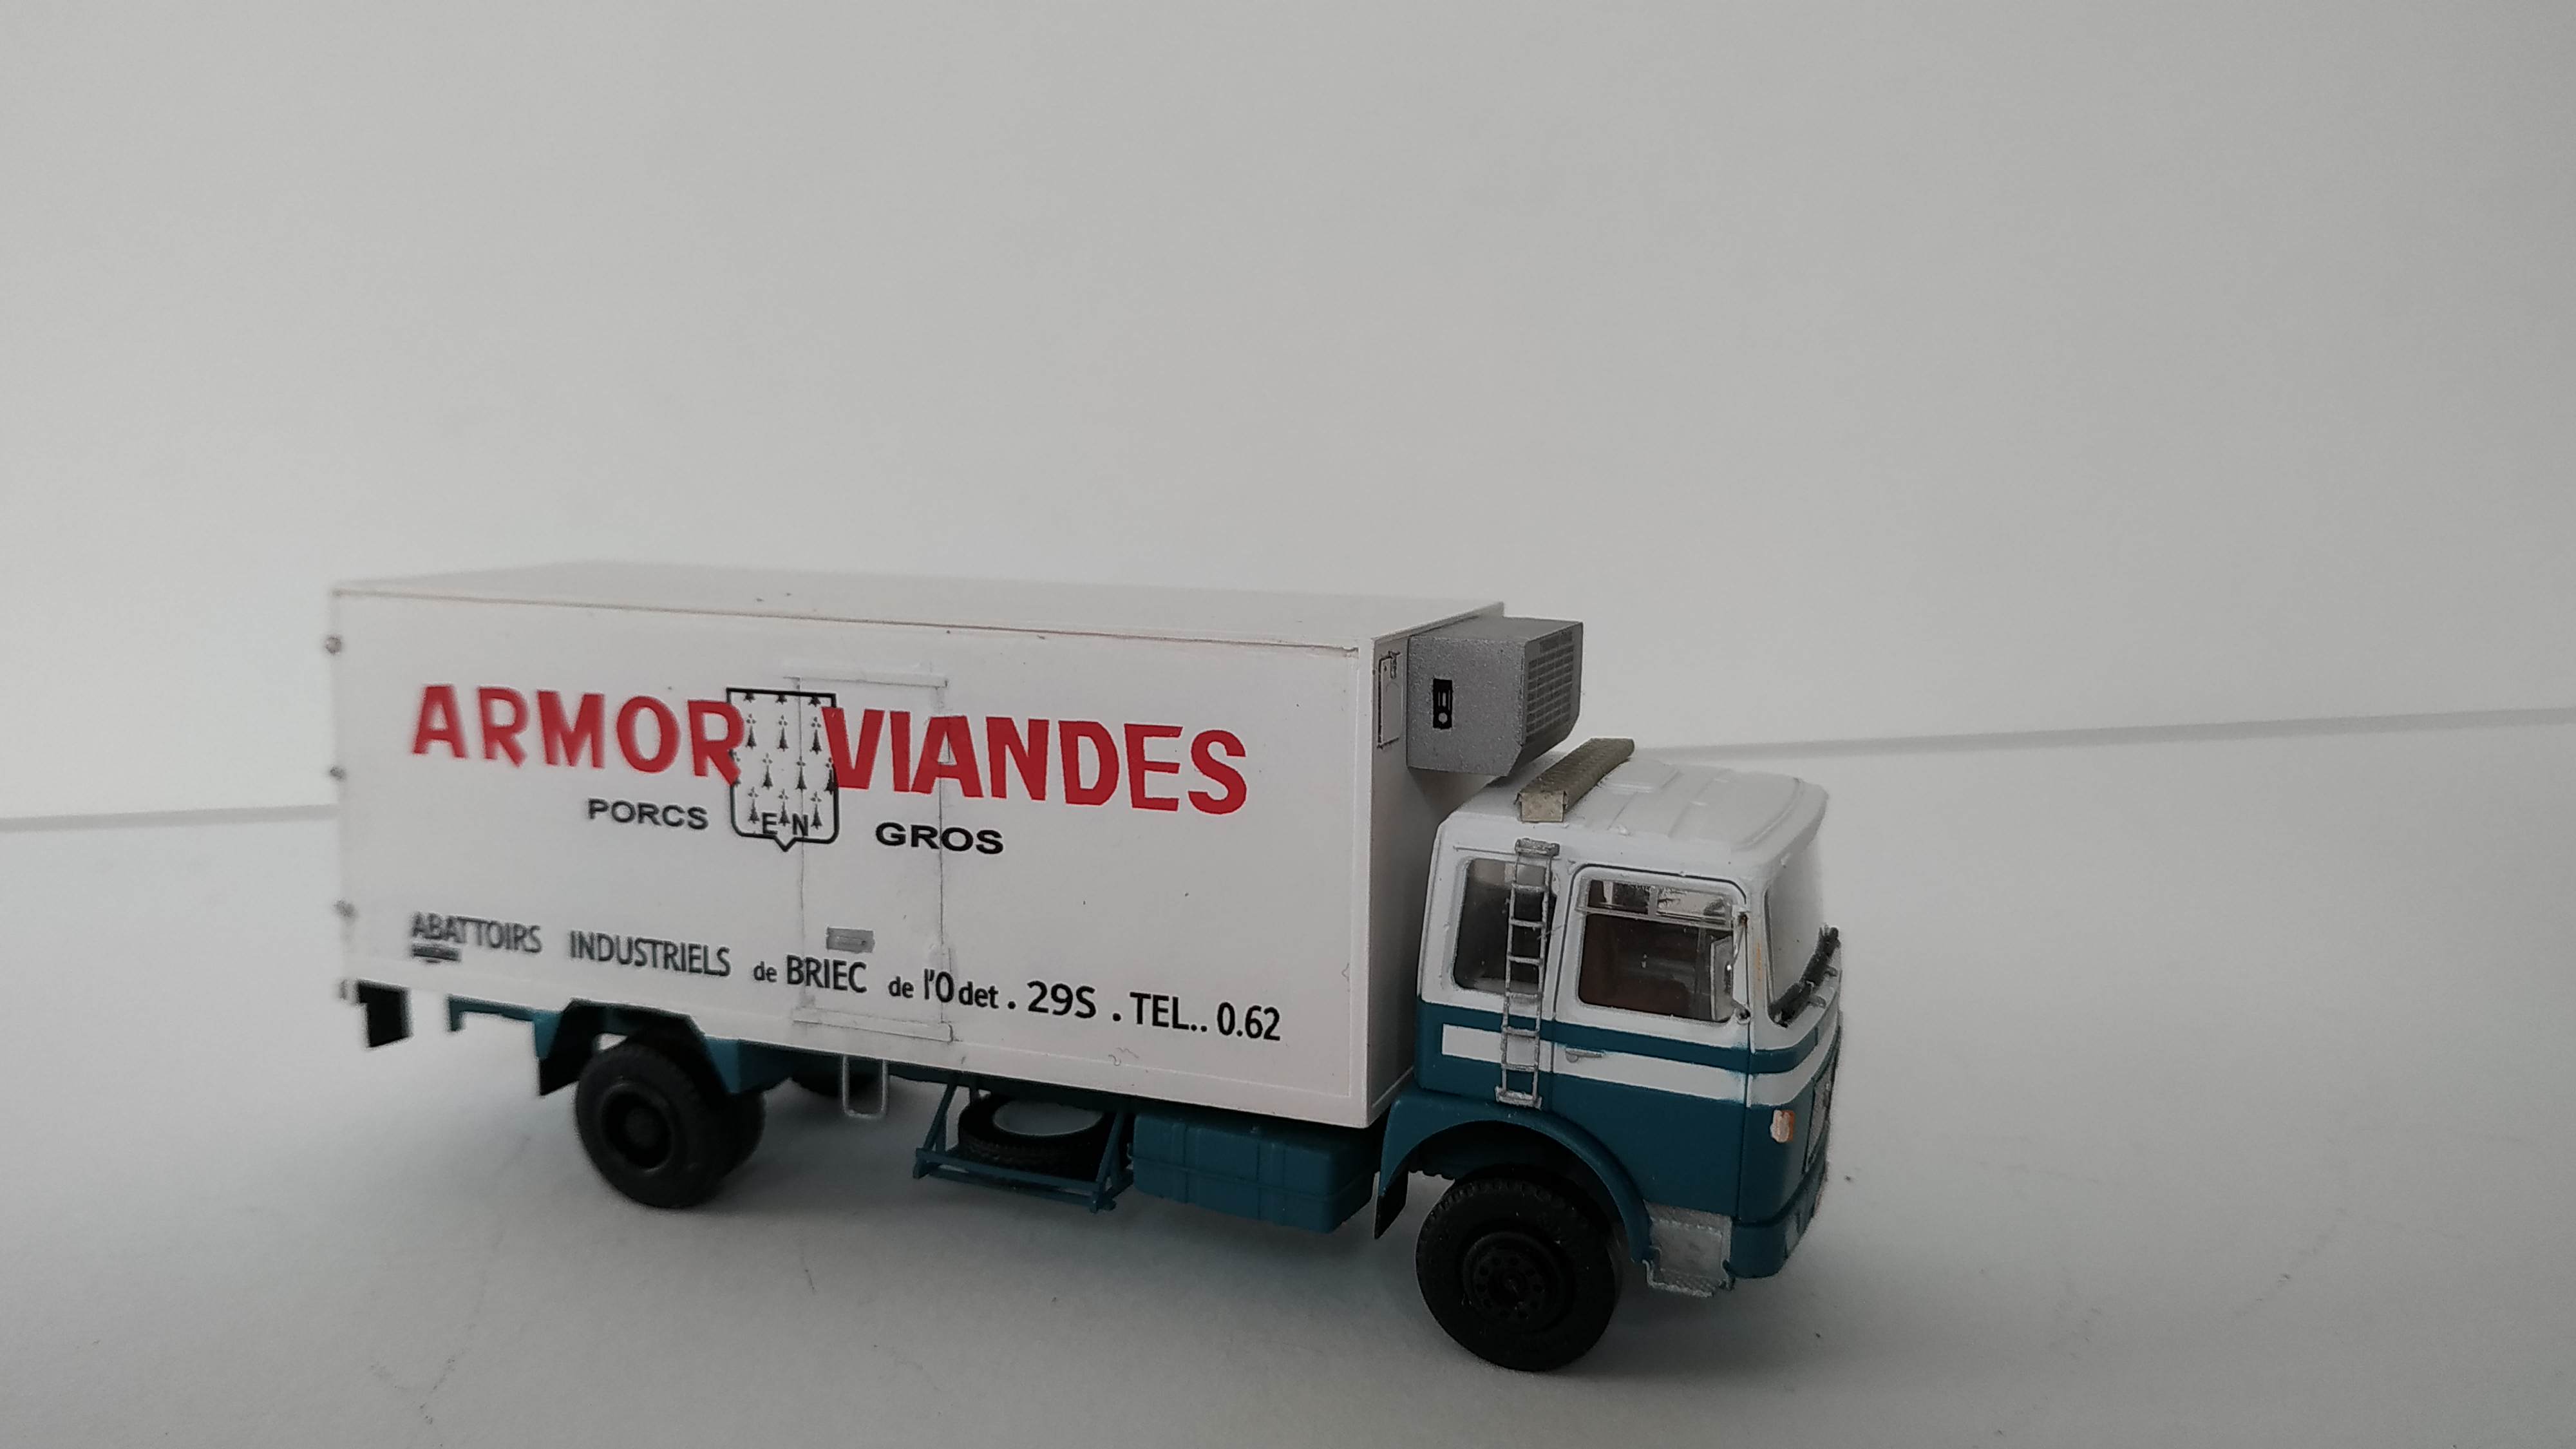 ARMOR VIANDES
PORCS EN GROS
ABATTOIRS INDUSTRIELS de BRIEC de l'Odet . 29S . TEL.. 0.62